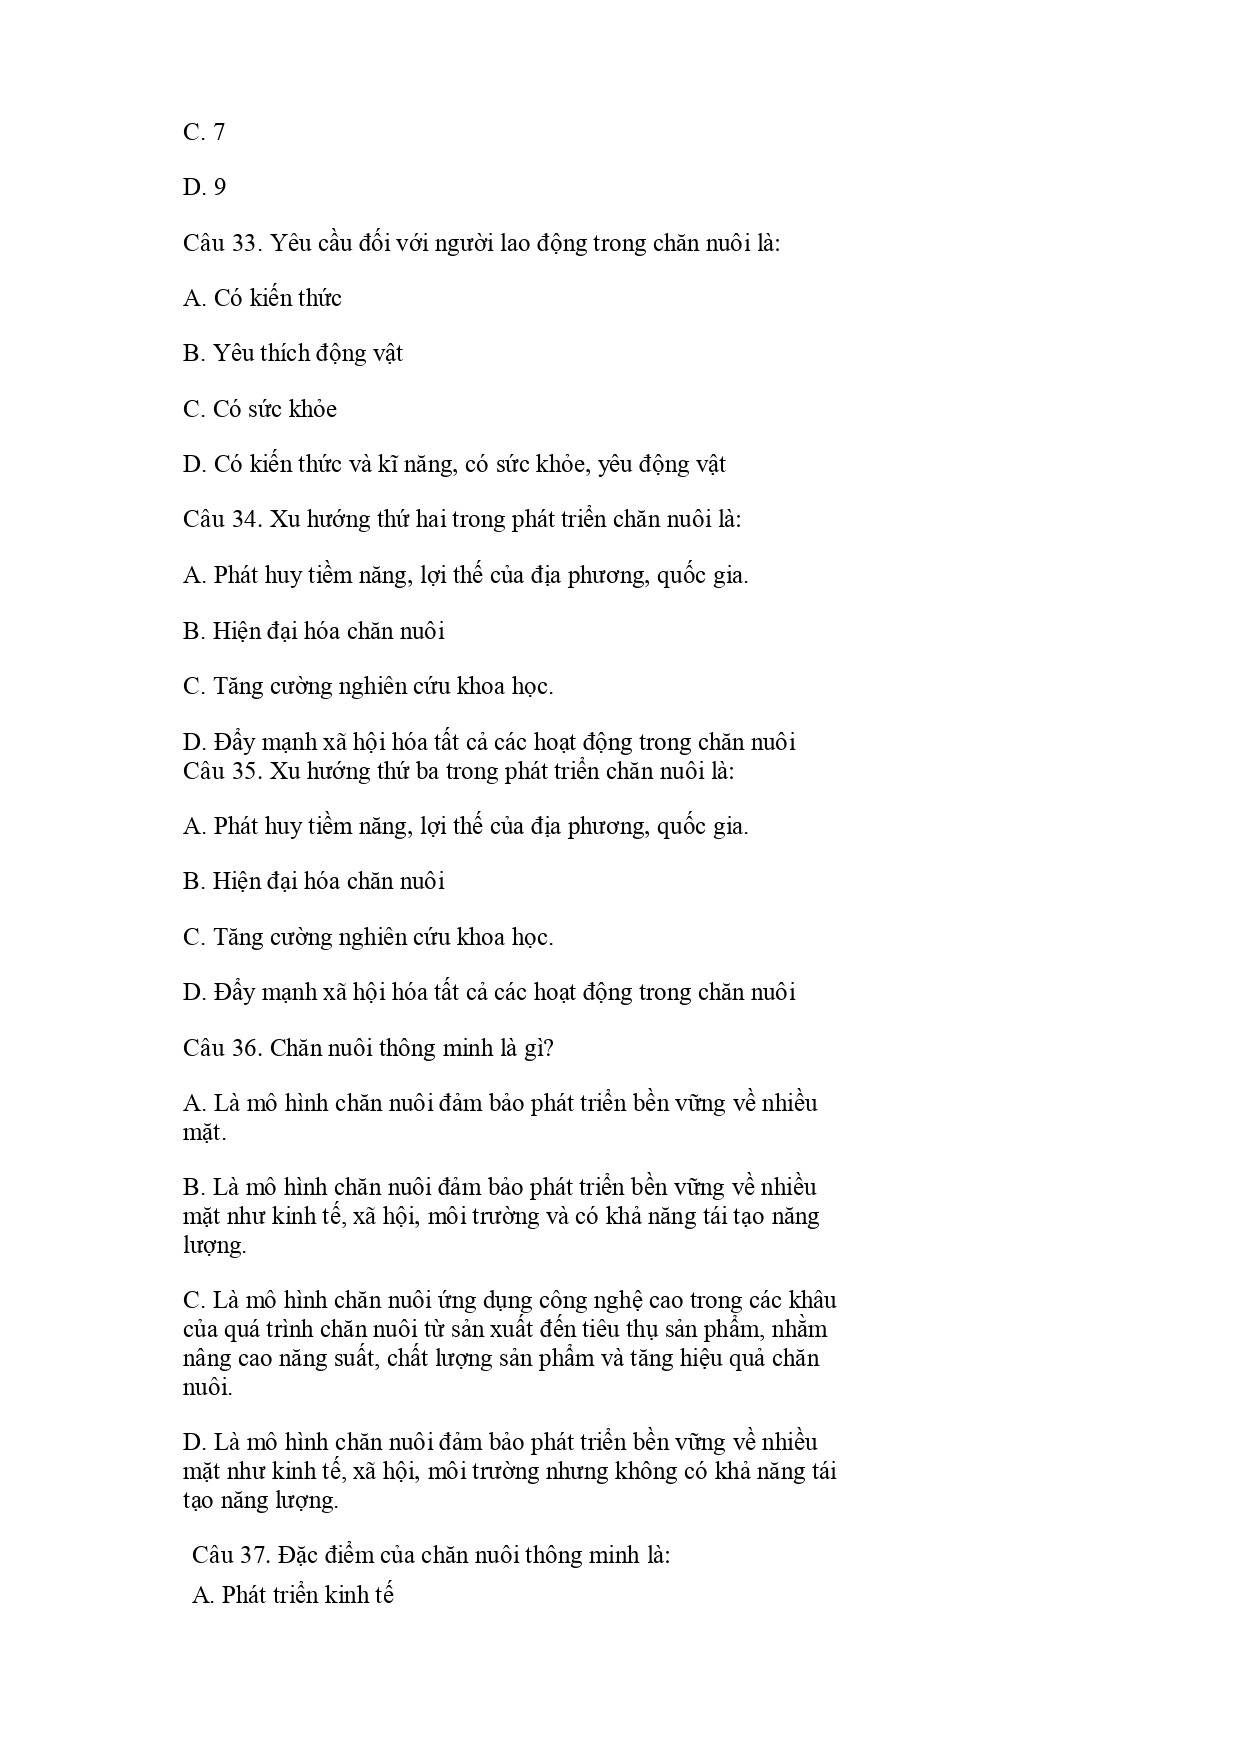 C. 7
D. 9
Câu 33. Yêu cầu đối với người lao động trong chăn nuôi là:
A. Có kiến thức
B. Yêu thích động vật
C. Có sức khỏe
D. Có kiến thức và kĩ năng, có sức khỏe, yêu động vật
Câu 34. Xu hướng thứ hai trong phát triển chăn nuôi là:
A. Phát huy tiềm năng, lợi thế của địa phương, quốc gia.
B. Hiện đại hóa chăn nuôi
C. Tăng cường nghiên cứu khoa học.
D. Đẩy mạnh xã hội hóa tất cả các hoạt động trong chăn nuôi
Câu 35. Xu hướng thứ ba trong phát triển chăn nuôi là:
A. Phát huy tiềm năng, lợi thế của địa phương, quốc gia.
B. Hiện đại hóa chăn nuôi
C. Tăng cường nghiên cứu khoa học.
D. Đẩy mạnh xã hội hóa tất cả các hoạt động trong chăn nuôi
Câu 36. Chăn nuôi thông minh là gì?
A. Là mô hình chăn nuôi đảm bảo phát triển bền vững về nhiều
mặt.
B. Là mô hình chăn nuôi đảm bảo phát triển bền vững về nhiều
mặt như kinh tế, xã hội, môi trường và có khả năng tái tạo năng
lượng.
C. Là mô hình chăn nuôi ứng dụng công nghệ cao trong các khâu
của quá trình chăn nuôi từ sản xuất đến tiêu thụ sản phẩm, nhằm
nâng cao năng suất, chất lượng sản phẩm và tăng hiệu quả chăn
nuôi.
D. Là mô hình chăn nuôi đảm bảo phát triển bền vững về nhiều
mặt như kinh tế, xã hội, môi trường nhưng không có khả năng tái
tạo năng lượng.
Câu 37. Đặc điểm của chăn nuôi thông minh là:
A. Phát triển kinh tế